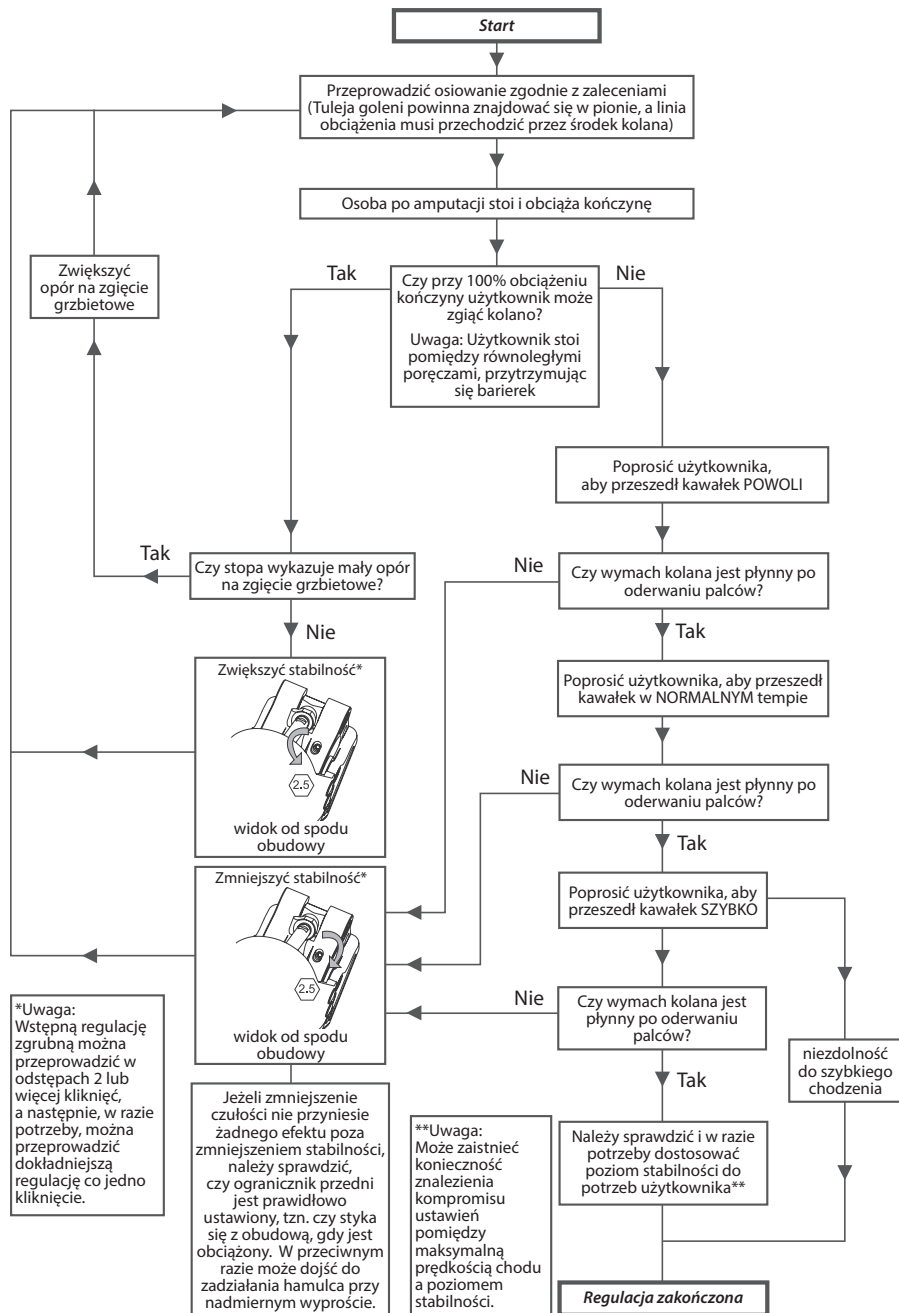 Start
Przeprowadzić osiowanie zgodnie z zaleceniami
(Tuleja goleni powinna znajdować się w pionie, a linia
obciążenia musi przechodzić przez środek kolana)
Osoba po amputacji stoi i obciąża kończynę
Zwiększyć
opór na zgięcie
grzbietowe
Tak
Czy przy 100% obciążeniu
kończyny użytkownik może
zgiąć kolano?
Uwaga: Użytkownik stoi
pomiędzy równoległymi
poręczami, przytrzymując
się barierek
Nie
Poprosić użytkownika,
aby przeszedł kawałek POWOLI
Tak
Czy stopa wykazuje mały opór
na zgięcie grzbietowe?
Nie
Czy wymach kolana jest płynny po
oderwaniu palców?
Nie
Tak
Zwiększyć stabilność*
2.5
widok od spodu
obudowy
Poprosić użytkownika, aby przeszedł
kawałek w NORMALNYM tempie
Nie
Czy wymach kolana jest płynny po
oderwaniu palców?
Tak
Zmniejszyć stabilność*
2.5
widok od spodu
obudowy
Poprosić użytkownika, aby
przeszedł kawałek SZYBKO
Nie
Czy wymach kolana jest
płynny po oderwaniu
palców?
niezdolność
do szybkiego
chodzenia
Tak
*Uwaga:
Wstępną regulację
zgrubną można
przeprowadzić w
odstępach 2 lub
więcej kliknięć,
a następnie, w razie
potrzeby, można
przeprowadzić
dokładniejszą
regulację co jedno
kliknięcie.
Jeżeli zmniejszenie
czułości nie przyniesie
żadnego efektu poza
zmniejszeniem stabilności,
należy sprawdzić,
czy ogranicznik przedni
jest prawidłowo
ustawiony, tzn. czy styka
się z obudową, gdy jest
obciążony. W przeciwnym
razie może dojść do
zadziałania hamulca przy
nadmiernym wyproście.
**Uwaga:
Może zaistnieć
konieczność
znalezienia
kompromisu
ustawień
pomiędzy
maksymalną
prędkością chodu
a poziomem
stabilności.
Należy sprawdzić i w razie
potrzeby dostosować
poziom stabilności do
potrzeb użytkownika**
Regulacja zakończona